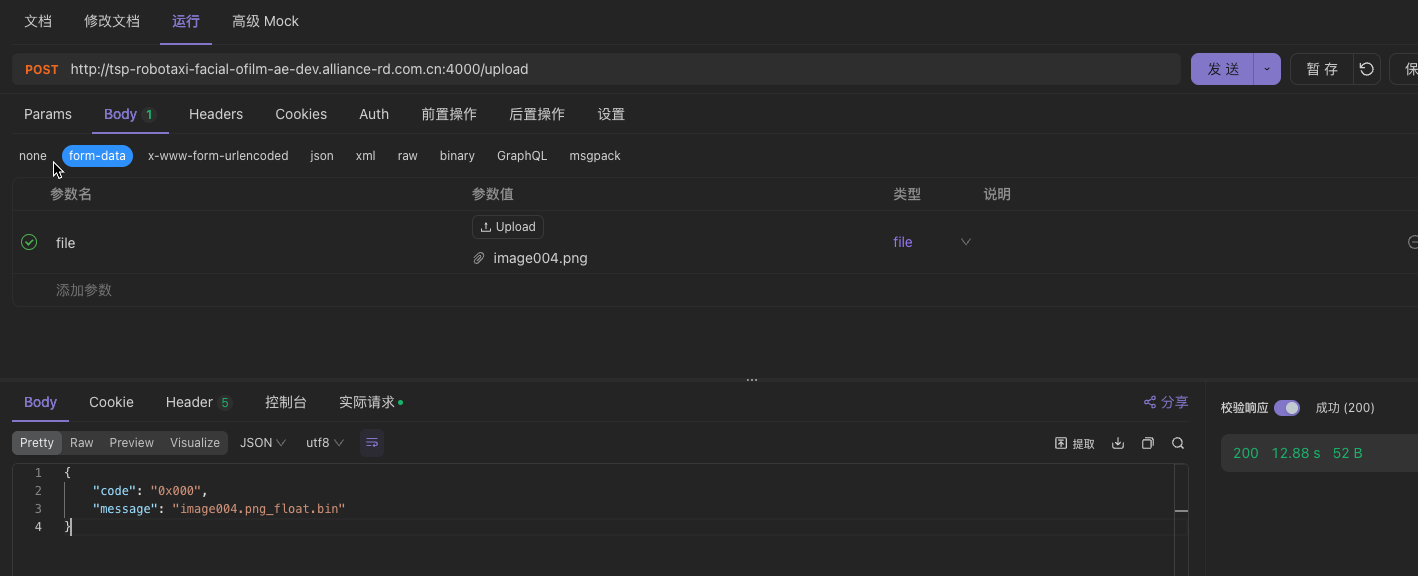 文档 修改文档 运行 高级 Mock
POST http://tsp-robotaxi-facial-ofilm-ae-dev.alliance-rd.com.cn:4000/upload 发 送 暂 存 保
Params Body 1 Headers Cookies Auth 前置操作 后置操作 设置
none form-data x-www-form-urlencoded json xml raw binary GraphQL msgpack
参数名 参数值 类型 说明
Upload
file file
image004.png
添加参数
Body Cookie Header 5 控制台 实际请求 分享 校验响应 成功 (200)
Pretty Raw Preview Visualize JSON utf8 提取
200 12.88 s 52 B
1 {
2 "code": "0x000",
3 "message": "image004.png_float.bin"
4 }